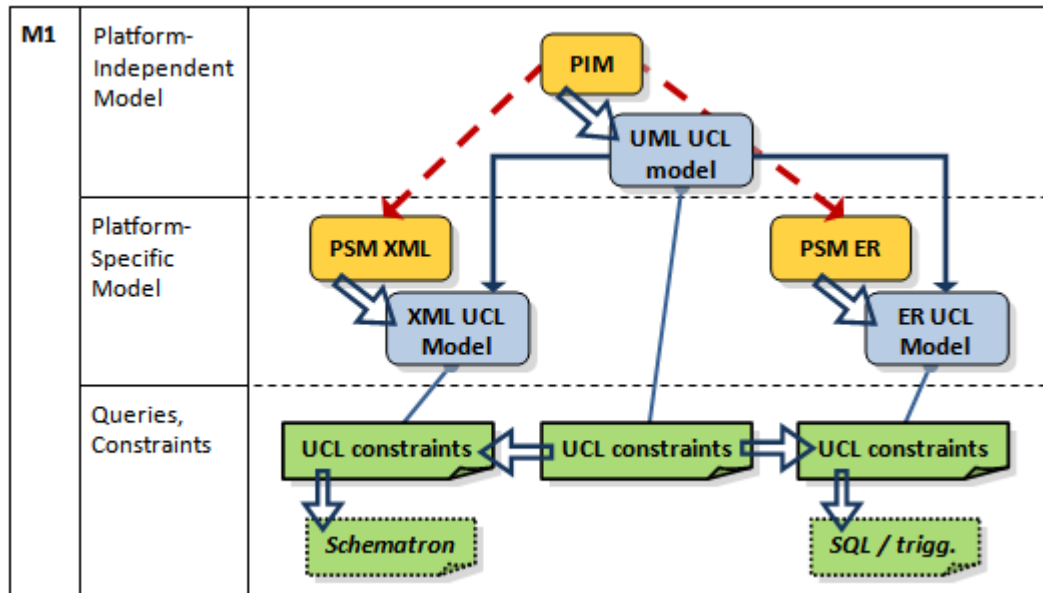 M1
Platform-
Independent
Model
PIM
UML UCL
model
Platform-
Specific
Model
PSM XML
XML UCL
Model
PSM ER
ER UCL
Model
Queries,
Constraints
UCL constraints
UCL constraints
UCL constraints
Schematron
SQL / trigg.